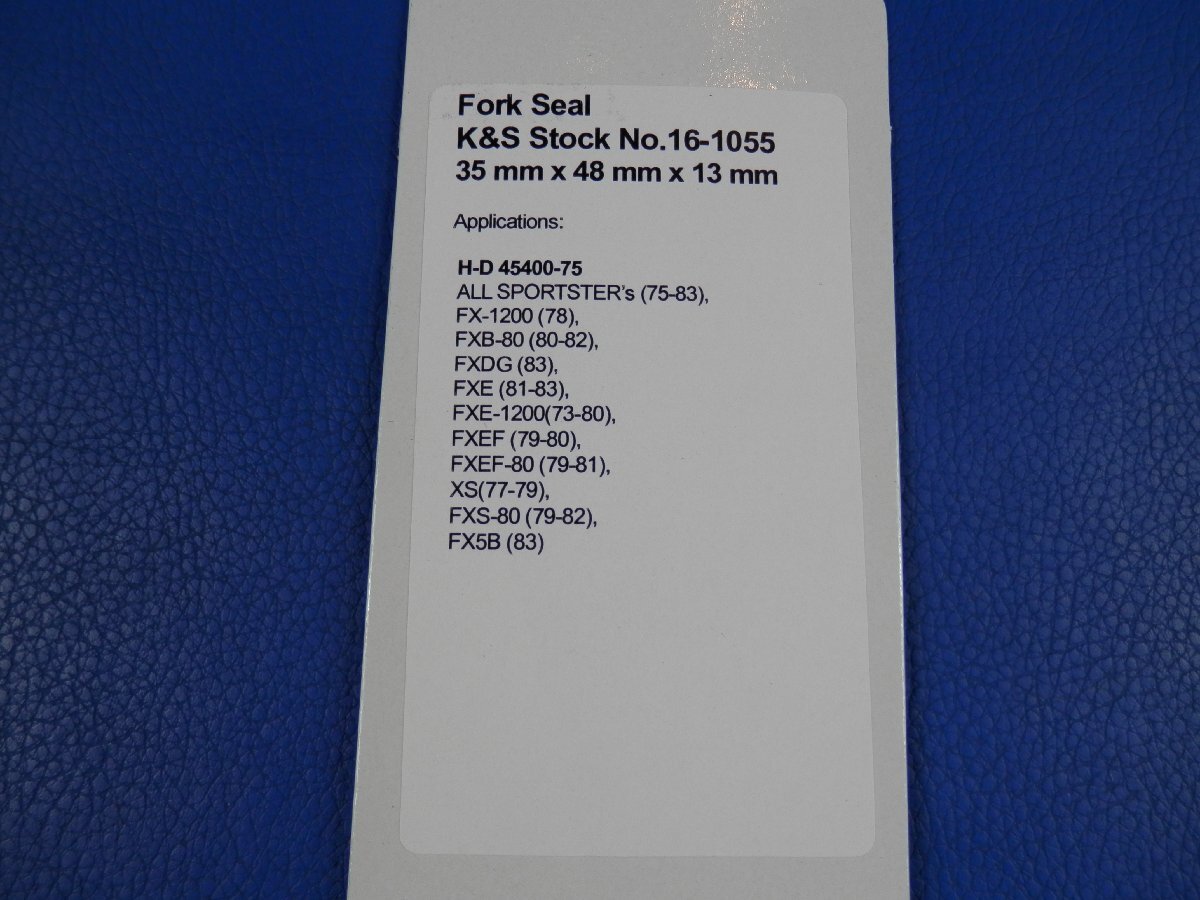 Fork Seal
K&S Stock No.16-1055
35 mm x 48 mm x 13 mm
Applications:
H-D 45400-75
ALL SPORTSTER's (75-83),
FX-1200 (78),
FXB-80 (80-82),
FXDG (83),
FXE (81-83),
FXE-1200(73-80),
FXEF (79-80),
FXEF-80 (79-81),
XS(77-79),
FXS-80 (79-82),
FX5B (83)